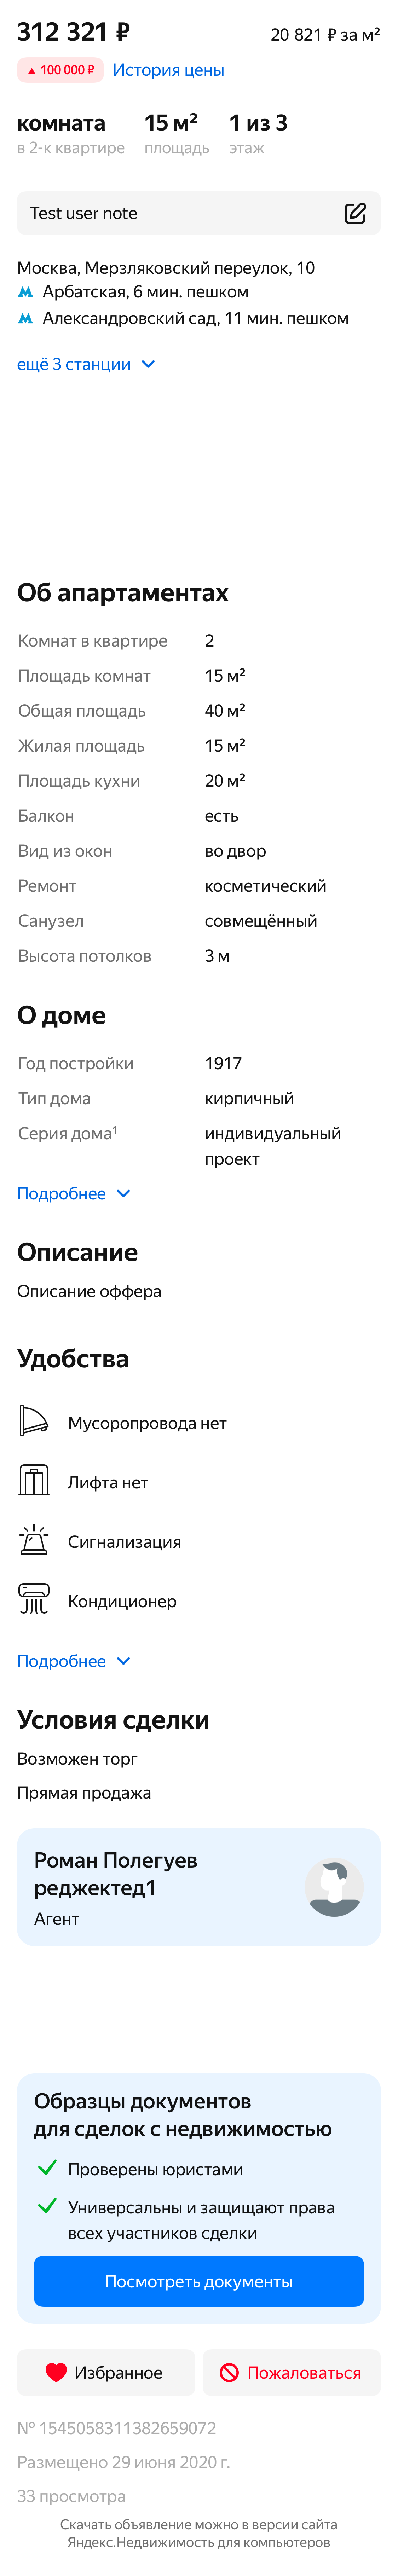 312 321 ₽
20 821 ₽ за м²
100 000 ₽ История цены
комната 15 м² 1 из 3
в 2-к квартире площадь этаж
Test user note
Москва, Мерзляковский переулок, 10
Арбатская, 6 мин. пешком
Александровский сад, 11 мин. пешком
ещё 3 станции
Об апартаментах
Комнат в квартире 2
Площадь комнат 15 м²
Общая площадь 40 м²
Жилая площадь 15 м²
Площадь кухни 20 м²
Балкон есть
Вид из окон во двор
Ремонт косметический
Санузел совмещённый
Высота потолков 3 м
О доме
Год постройки 1917
Тип дома кирпичный
Серия дома¹ индивидуальный
проект
Подробнее
Описание
Описание оффера
Удобства
Мусоропровода нет
Лифта нет
Сигнализация
Кондиционер
Подробнее
Условия сделки
Возможен торг
Прямая продажа
Роман Полегуев
реджектед1
Агент
Образцы документов
для сделок с недвижимостью
Проверены юристами
Универсальны и защищают права
всех участников сделки
Посмотреть документы
Избранное Пожаловаться
№ 1545058311382659072
Размещено 29 июня 2020 г.
33 просмотра
Скачать объявление можно в версии сайта
Яндекс.Недвижимость для компьютеров